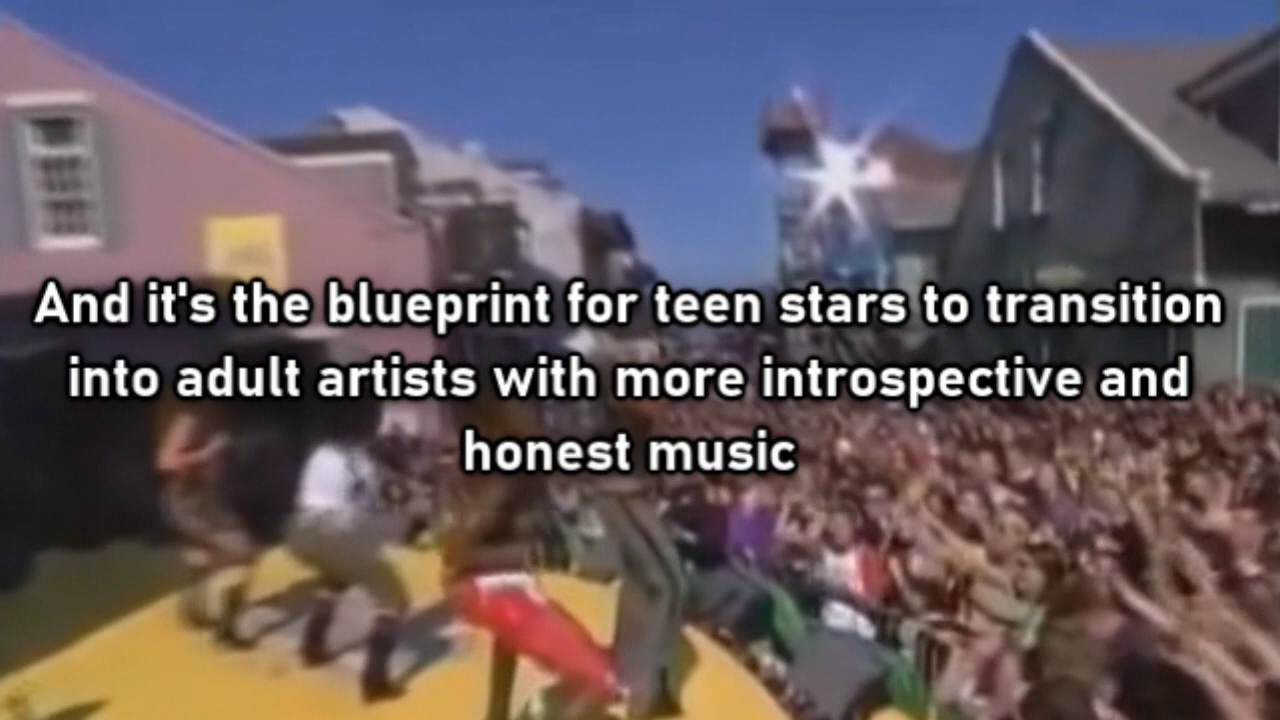 And it's the blueprint for teen stars to transition
into adult artists with more introspective and
honest music